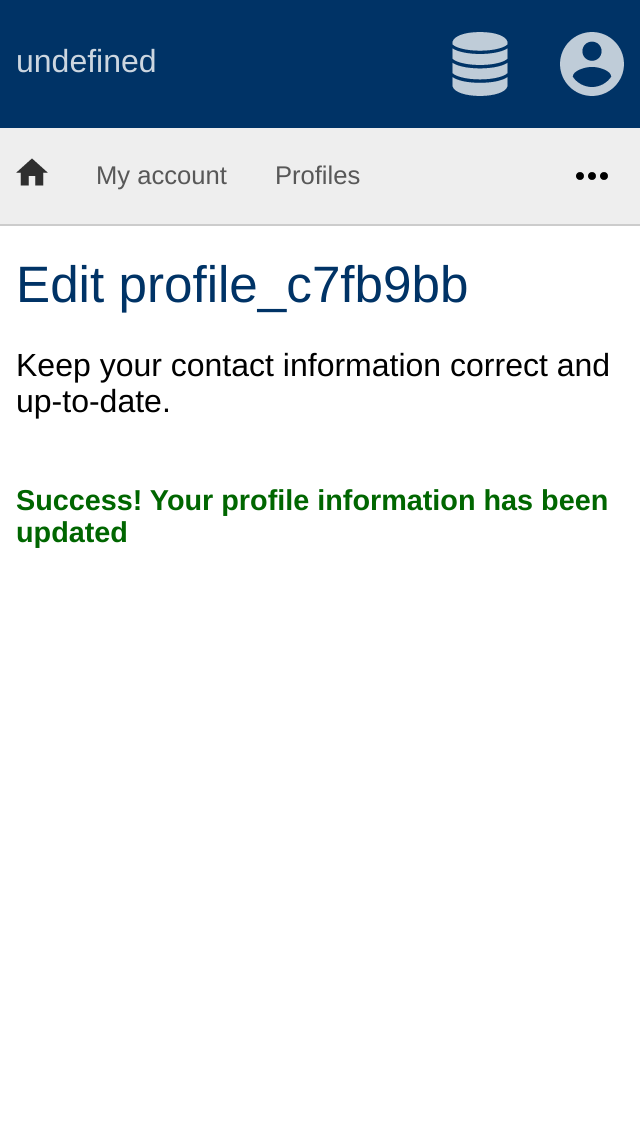 undefined
My account Profiles
Edit profile_c7fb9bb
Keep your contact information correct and
up-to-date.
Success! Your profile information has been
updated